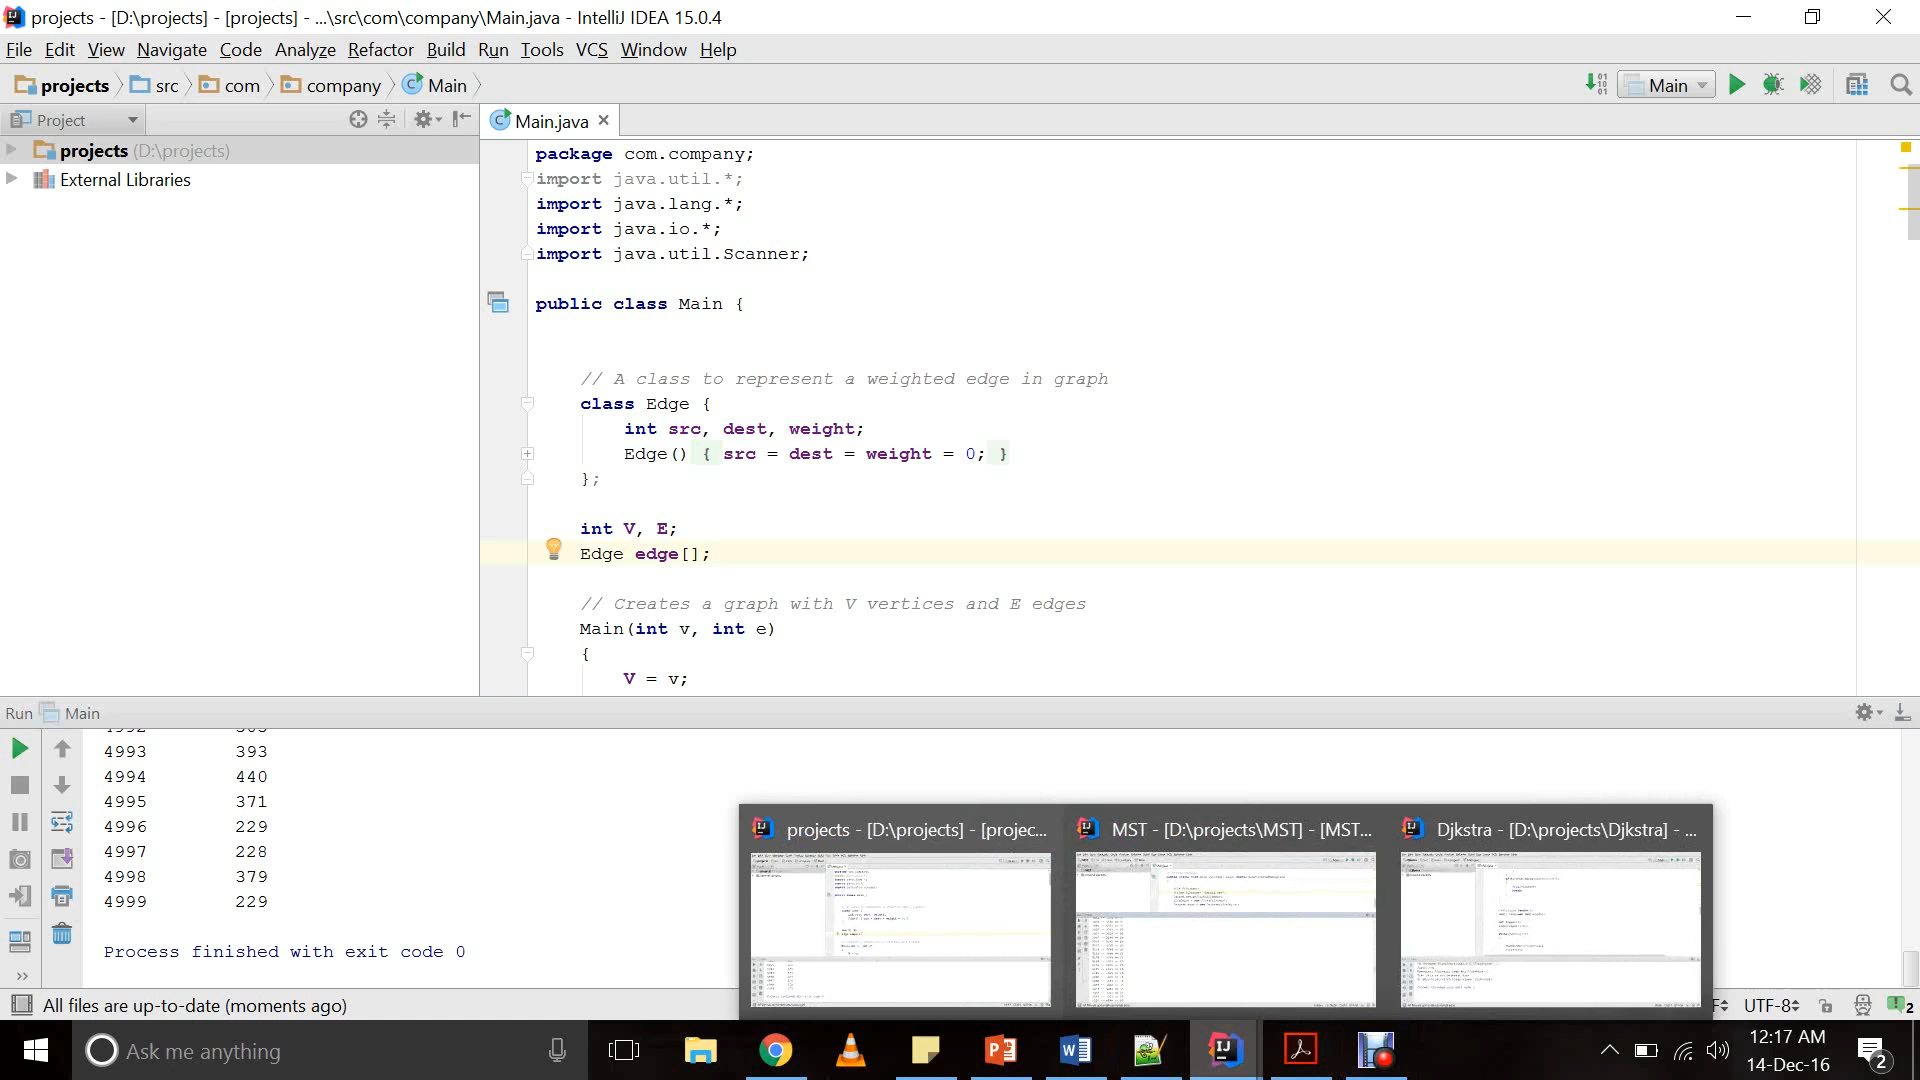 projects - [D:\projects] - [projects] - ...\src\com\company\Main.java - IntelliJ IDEA 15.0.4
File Edit View Navigate Code Analyze Refactor Build Run Tools VCS Window Help
projects src com company Main
Main
Project
Main.java
projects (D:\projects)
External Libraries
package com.company;
import java.util.*;
import java.lang.*;
import java.io.*;
import java.util.Scanner;
public class Main {
// A class to represent a weighted edge in graph
class Edge {
int src, dest, weight;
Edge() { src = dest = weight = 0; }
};
int V, E;
Edge edge[];
// Creates a graph with V vertices and E edges
Main(int v, int e)
{
V = v;
Run Main
4993 393
4994 440
4995 371
4996 229
4997 228
4998 379
4999 229
Process finished with exit code 0
projects - [D:\projects] - [projec...
MST - [D:\projects\MST] - [MST...
Djkstra - [D:\projects\Djkstra] - ...
All files are up-to-date (moments ago)
UTF-8
2
Ask me anything
12:17 AM
14-Dec-16
2